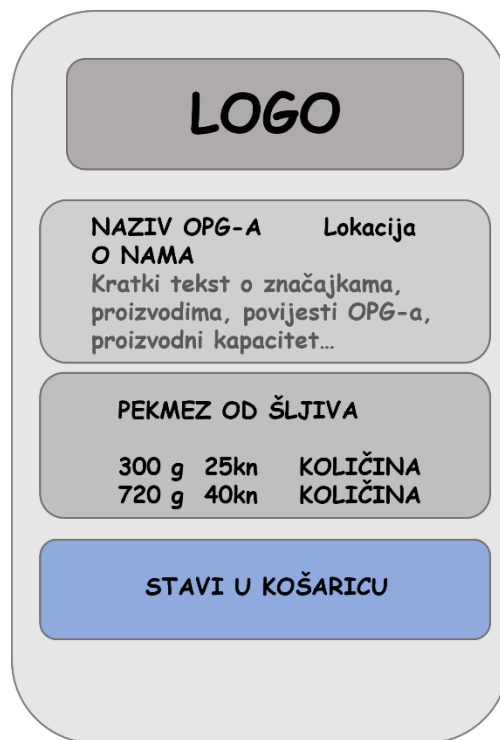 LOGO
NAZIV OPG-A Lokacija
O NAMA
Kratki tekst o značajkama,
proizvodima, povijesti OPG-a,
proizvodni kapacitet...
PEKMEZ OD ŠLJIVA
300 g 25kn KOLIČINA
720 g 40kn KOLIČINA
STAVI U KOŠARICU